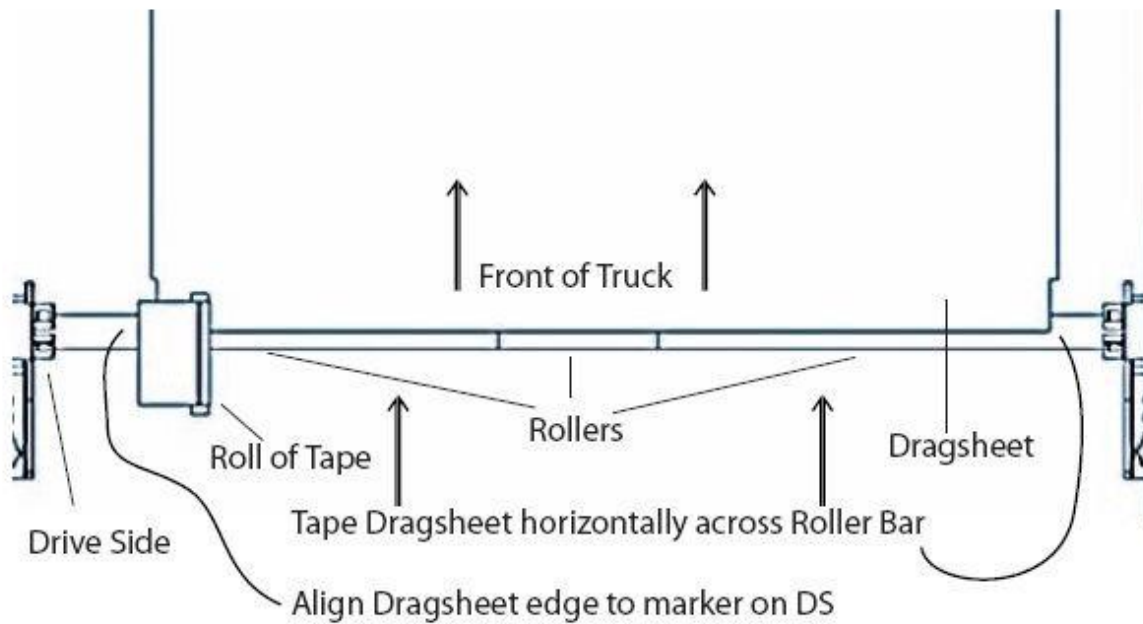 Front of Truck
Rollers
Dragsheet
Roll of Tape
Tape Dragsheet horizontally across Roller Bar
Drive Side
Align Dragsheet edge to marker on DS